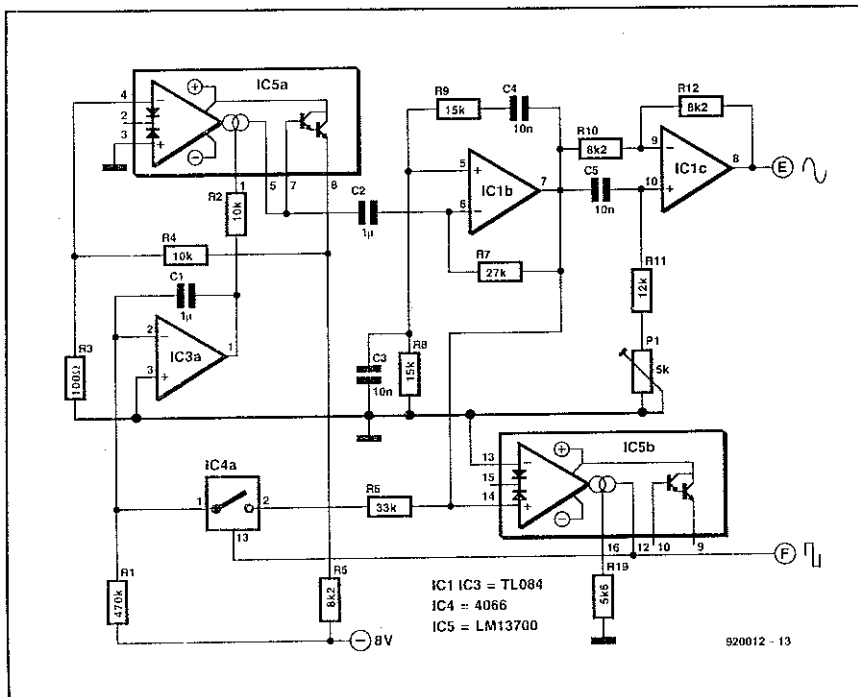 IC5a
4
2
3
1
5
7
8
R2
10k
R4
10k
C1
1µ
C2
1µ
R9
15k
C4
10n
5
6
7
IC1b
R7
27k
R10
8k2
C5
10n
R12
8k2
9
10
8
IC1c
E
R11
12k
P1
5k
R3
100Ω
2
3
1
IC3a
C3
10n
R8
15k
IC4a
1
2
13
R6
33k
IC5b
13
15
14
16
12
10
9
F
R1
470k
R5
8k2
8V
R19
5k6
IC1 IC3 = TL084
IC4 = 4066
IC5 = LM13700
920012 - 13